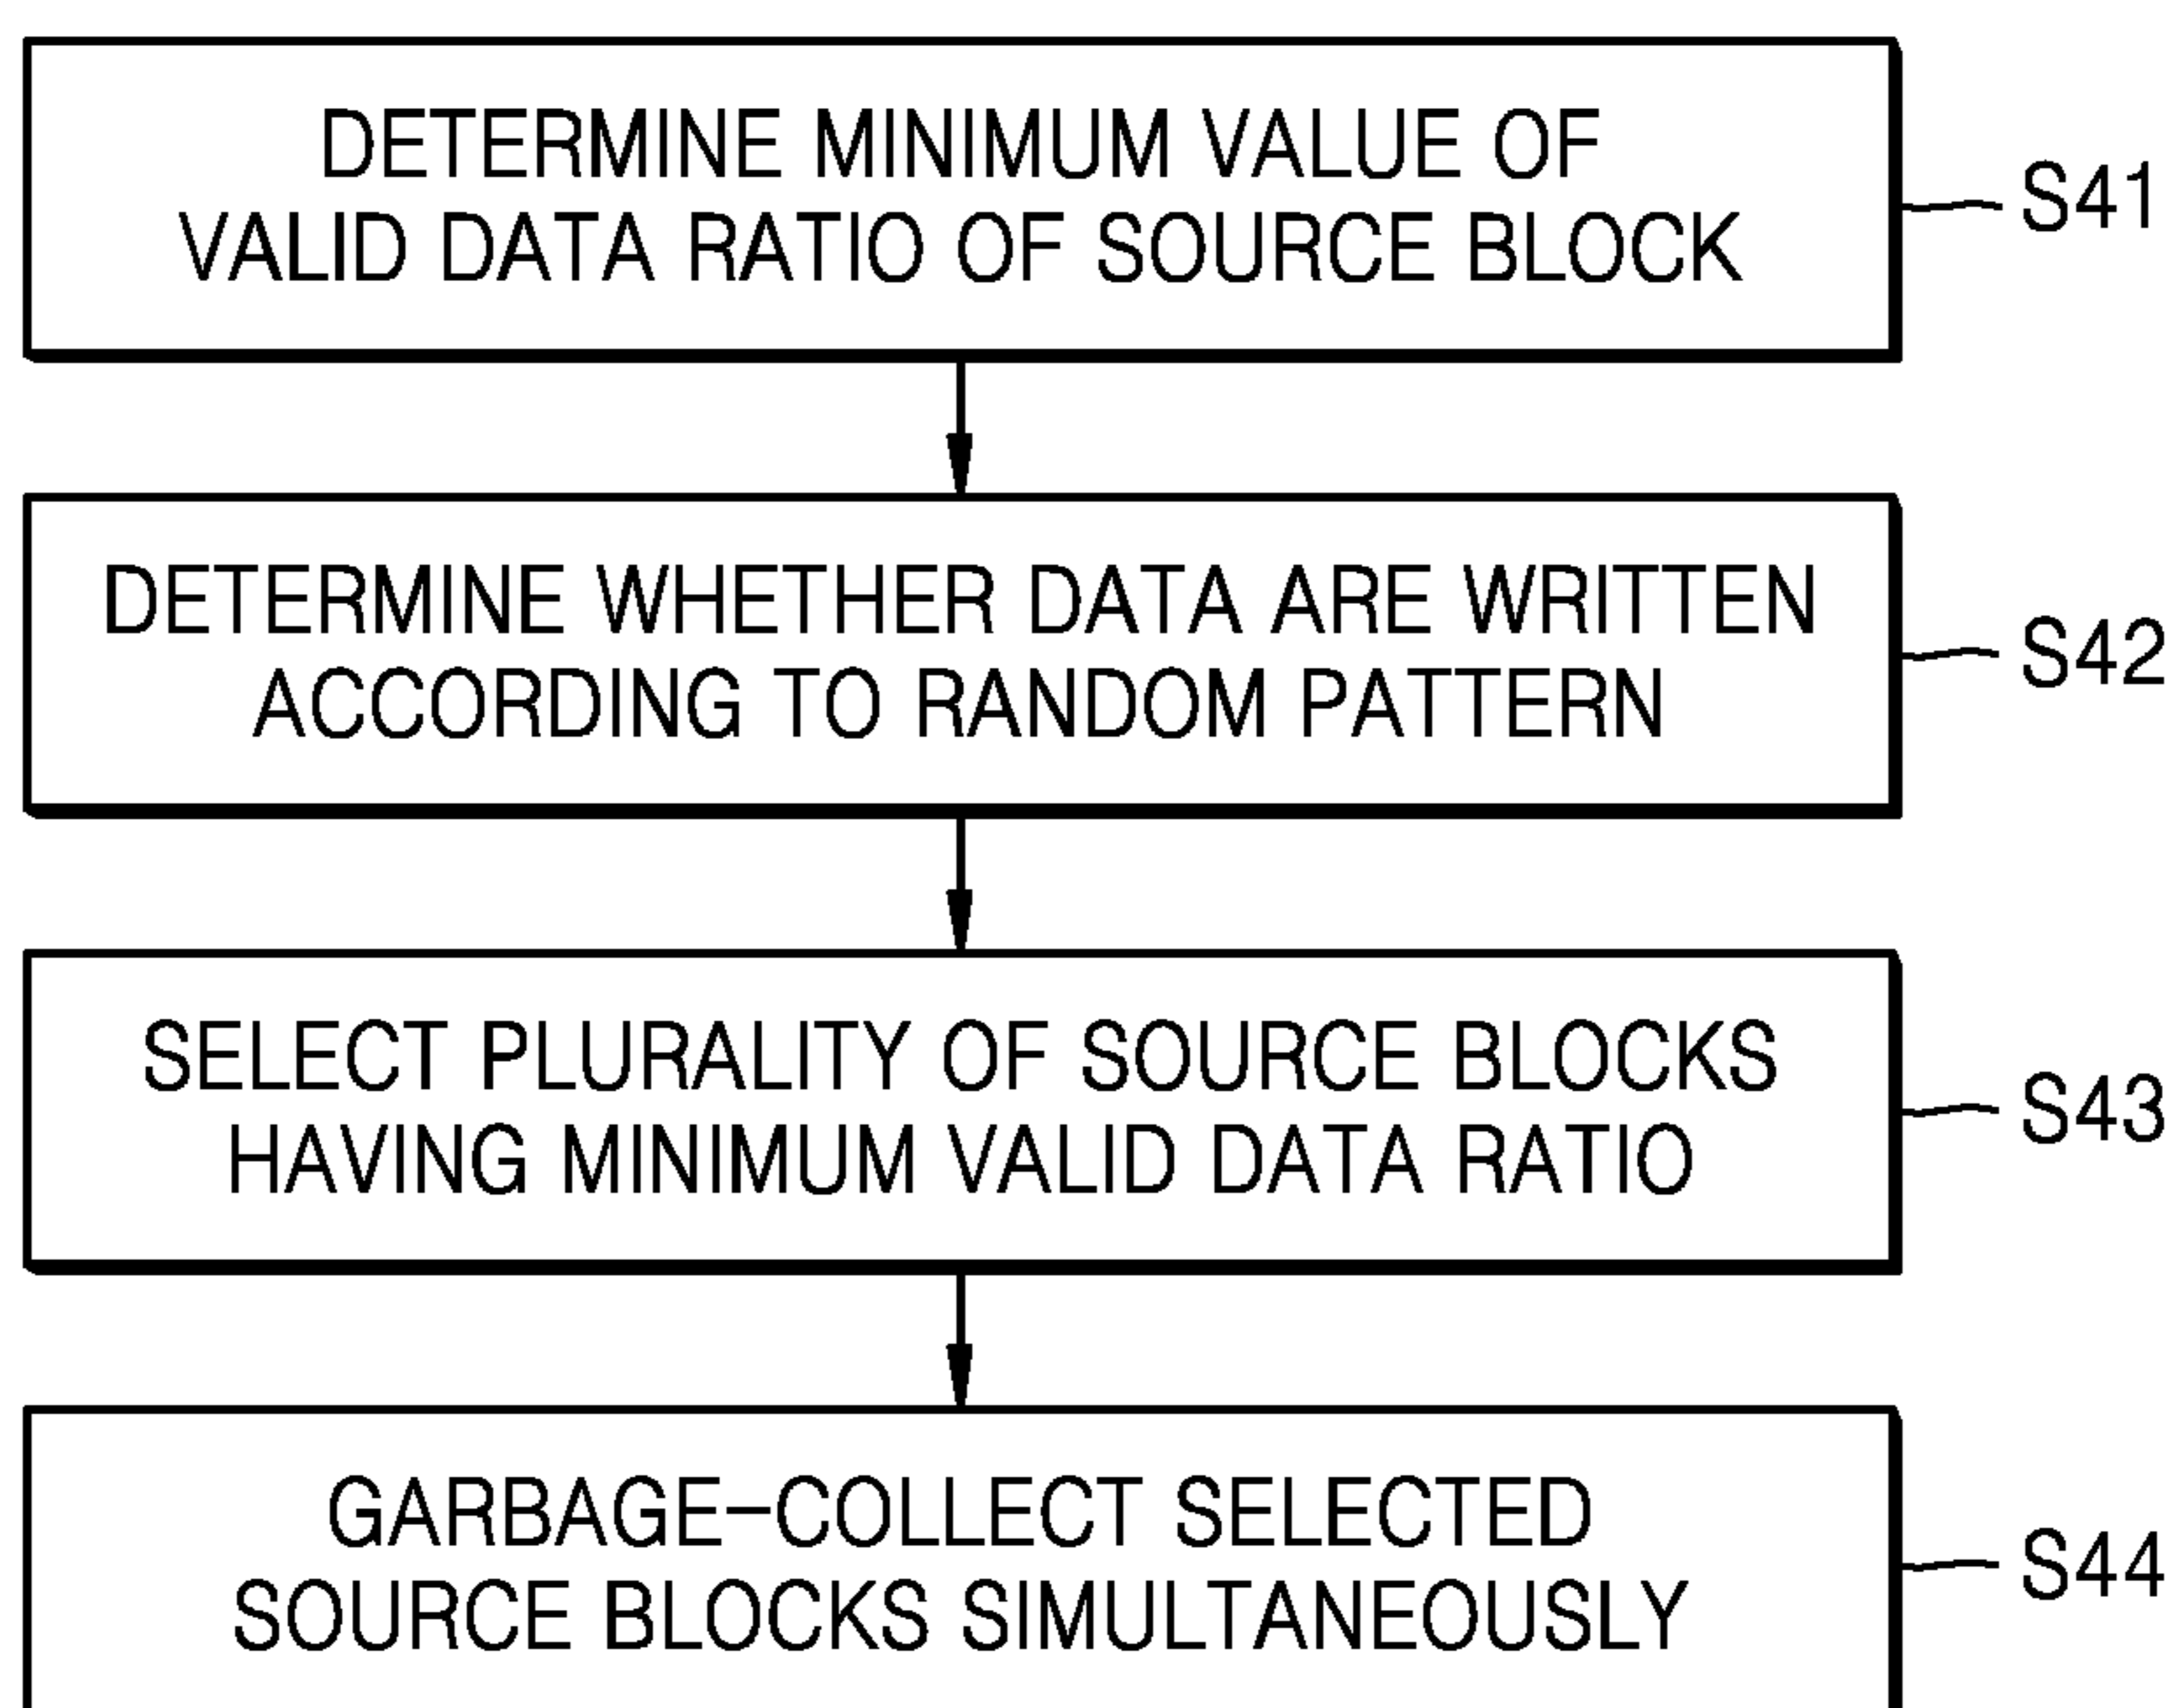 DETERMINE MINIMUM VALUE OF
VALID DATA RATIO OF SOURCE BLOCK
S41
DETERMINE WHETHER DATA ARE WRITTEN
ACCORDING TO RANDOM PATTERN
S42
SELECT PLURALITY OF SOURCE BLOCKS
HAVING MINIMUM VALID DATA RATIO
S43
GARBAGE-COLLECT SELECTED
SOURCE BLOCKS SIMULTANEOUSLY
S44